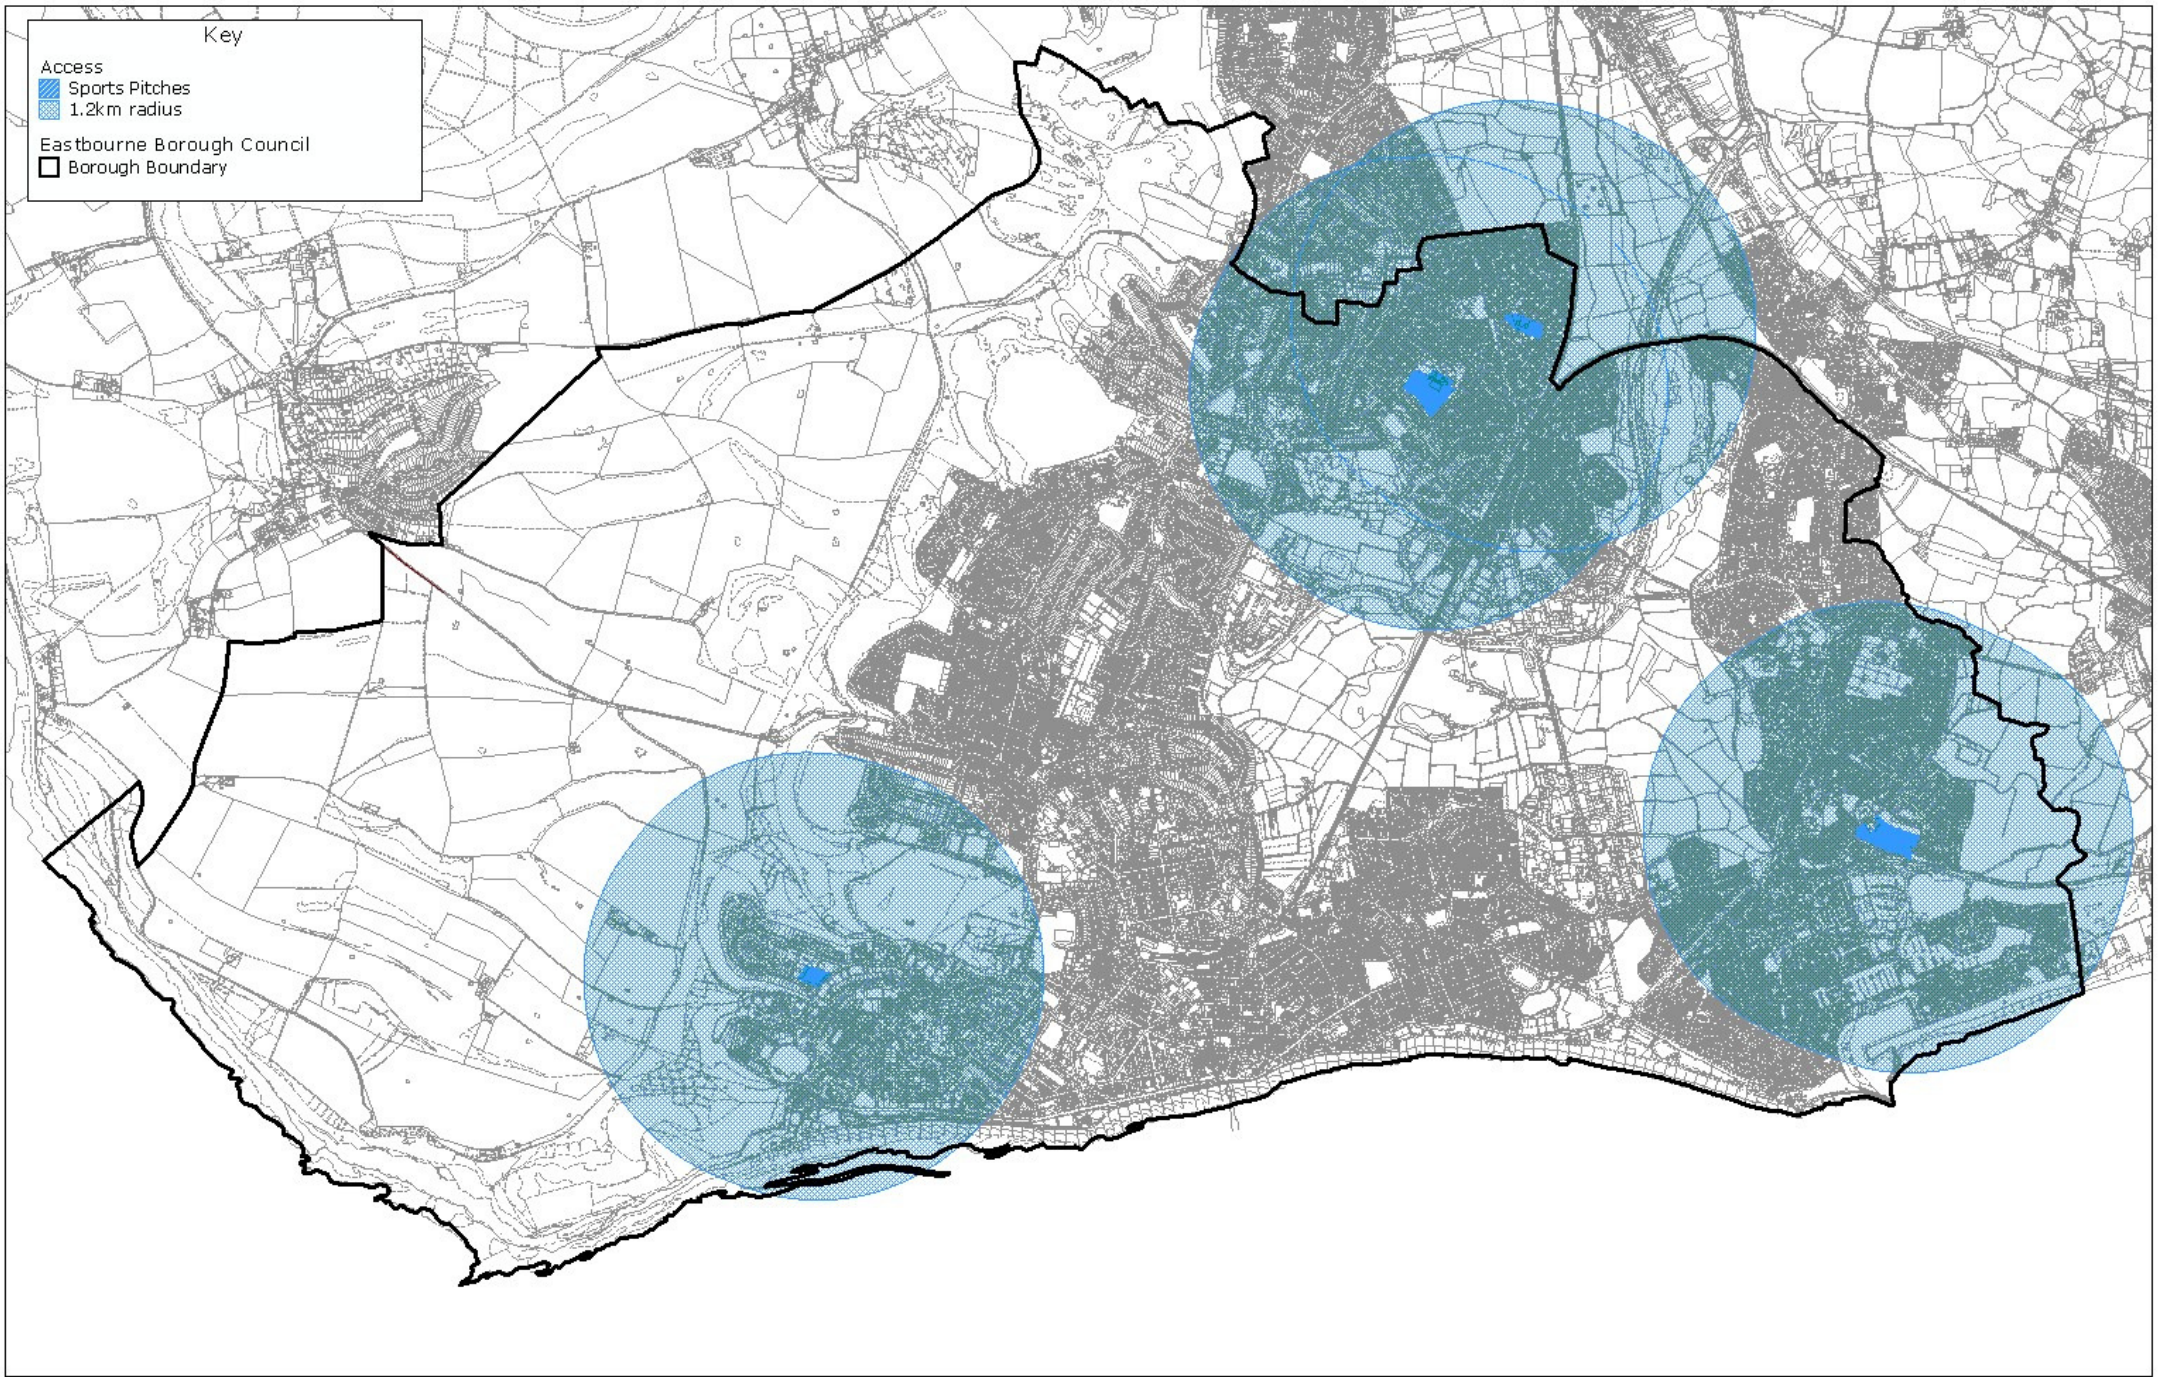 Key
Access
Sports Pitches
1.2km radius
Eastbourne Borough Council
Borough Boundary